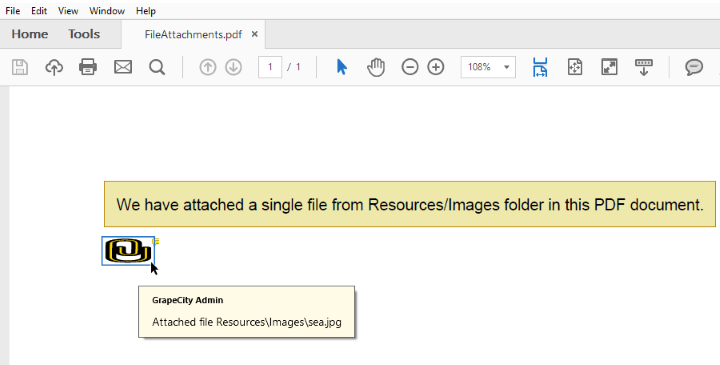 File Edit View Window Help
Home Tools FileAttachments.pdf ×
1 / 1 108%
We have attached a single file from Resources/Images folder in this PDF document.
GrapeCity Admin
Attached file Resources\Images\sea.jpg